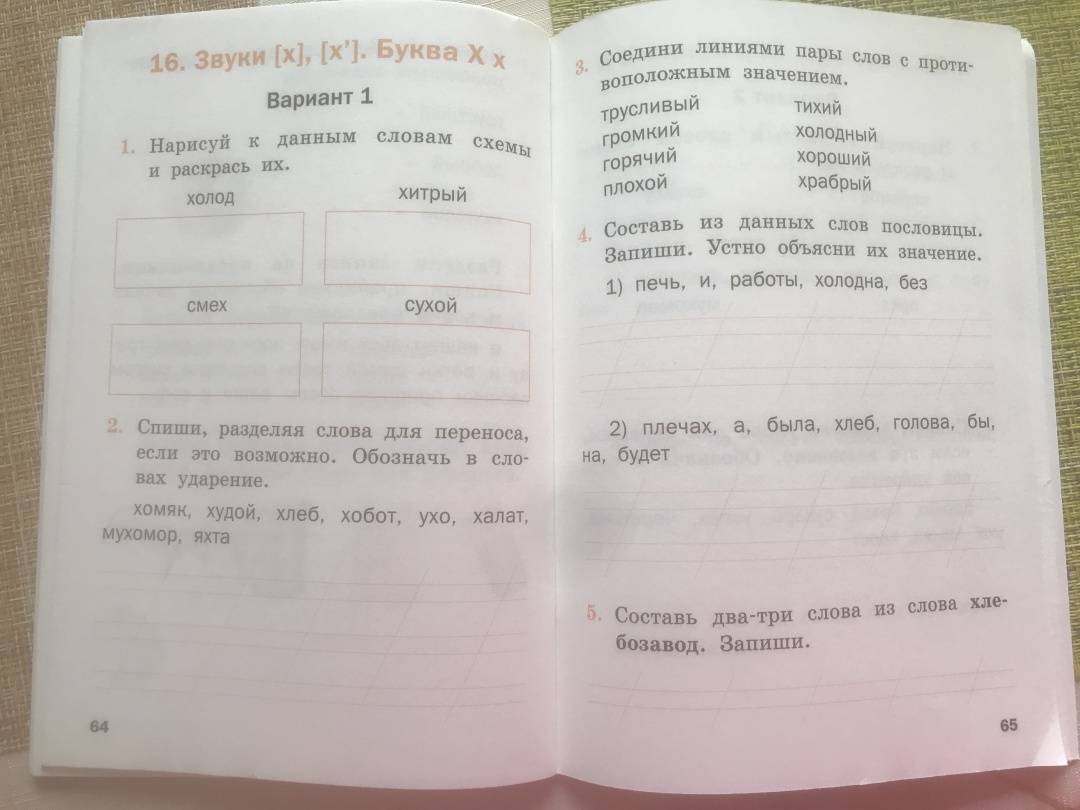 16. Звуки [х], [х’]. Буква Х х
Вариант 1
1. Нарисуй к данным словам схемы
и раскрась их.
холод хитрый
смех сухой
2. Спиши, разделяя слова для переноса,
если это возможно. Обозначь в сло-
вах ударение.
хомяк, худой, хлеб, хобот, ухо, халат,
мухомор, яхта
64
3. Соедини линиями пары слов с проти-
воположным значением.
трусливый тихий
громкий холодный
горячий хороший
плохой храбрый
4. Составь из данных слов пословицы.
Запиши. Устно объясни их значение.
1) печь, и, работы, холодна, без
2) плечах, а, была, хлеб, голова, бы,
на, будет
5. Составь два-три слова из слова хле-
бозавод. Запиши.
65